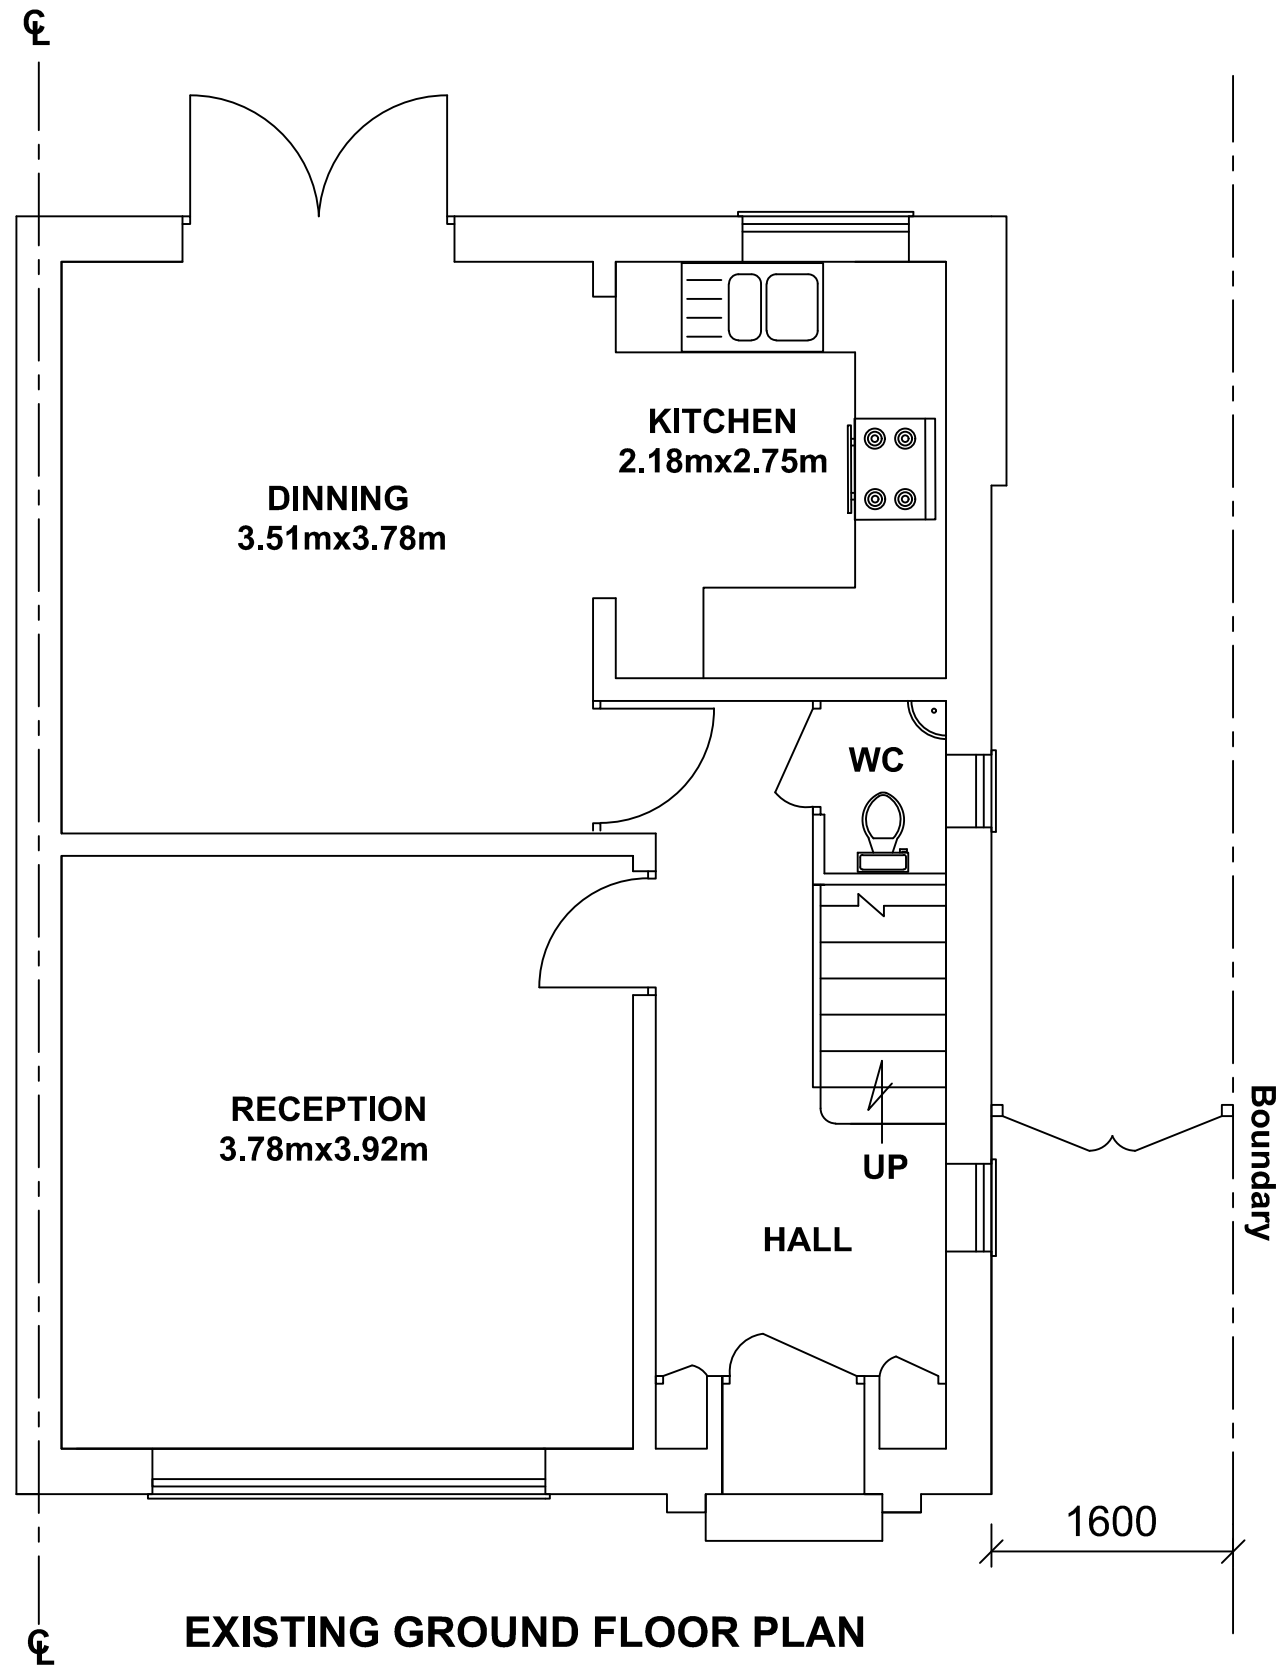 ℄
KITCHEN
2.18mx2.75m
DINNING
3.51mx3.78m
WC
RECEPTION
3.78mx3.92m
UP
HALL
Boundary
1600
℄
EXISTING GROUND FLOOR PLAN